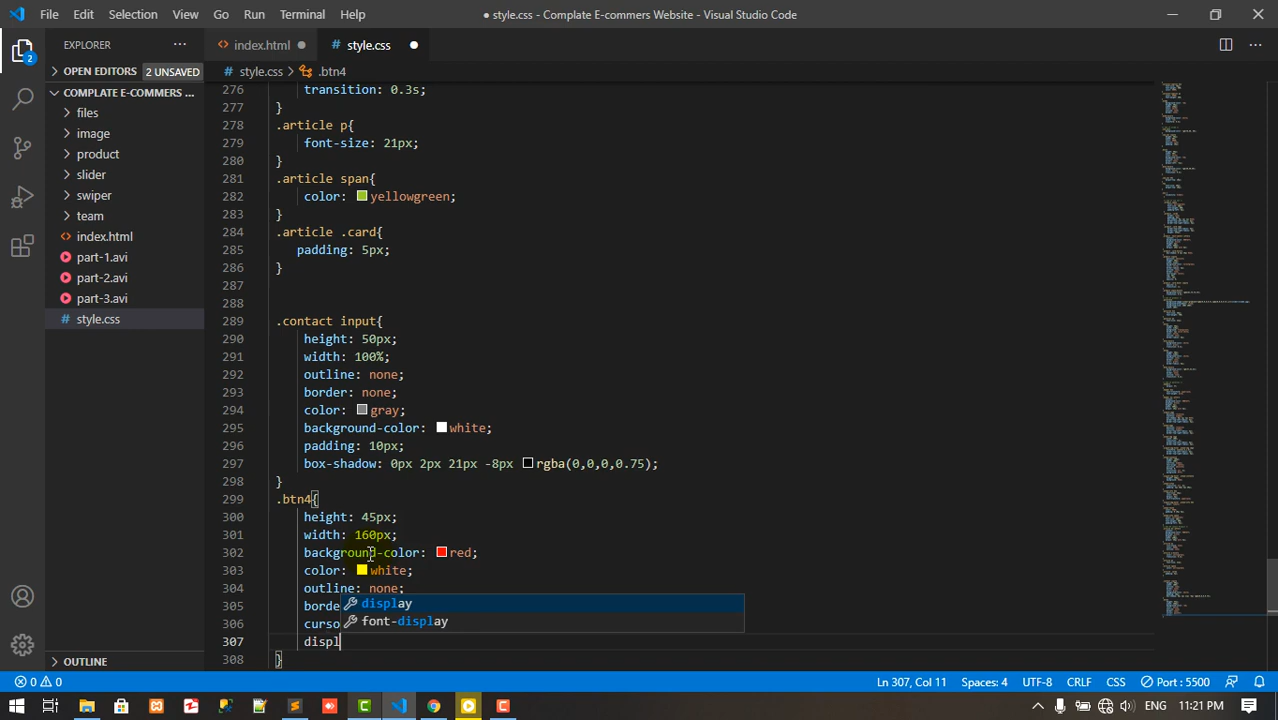 File Edit Selection View Go Run Terminal Help
● style.css - Complate E-commers Website - Visual Studio Code
EXPLORER
index.html
style.css
OPEN EDITORS 2 UNSAVED
style.css > .btn4
2
COMPLATE E-COMMERS ...
files
image
product
slider
swiper
team
index.html
part-1.avi
part-2.avi
part-3.avi
style.css
276 transition: 0.3s;
277 }
278 .article p{
279 font-size: 21px;
280 }
281 .article span{
282 color: yellowgreen;
283 }
284 .article .card{
285 padding: 5px;
286 }
287
288
289 .contact input{
290 height: 50px;
291 width: 100%;
292 outline: none;
293 border: none;
294 color: gray;
295 background-color: white;
296 padding: 10px;
297 box-shadow: 0px 2px 21px -8px rgba(0,0,0,0.75);
298 }
299 .btn4{
300 height: 45px;
301 width: 160px;
302 background-color: red;
303 color: white;
304 outline: none;
305 borde
306 curso
307 displ
308 }
display
font-display
OUTLINE
0 0
Ln 307, Col 11 Spaces: 4 UTF-8 CRLF CSS Port : 5500
ENG 11:21 PM